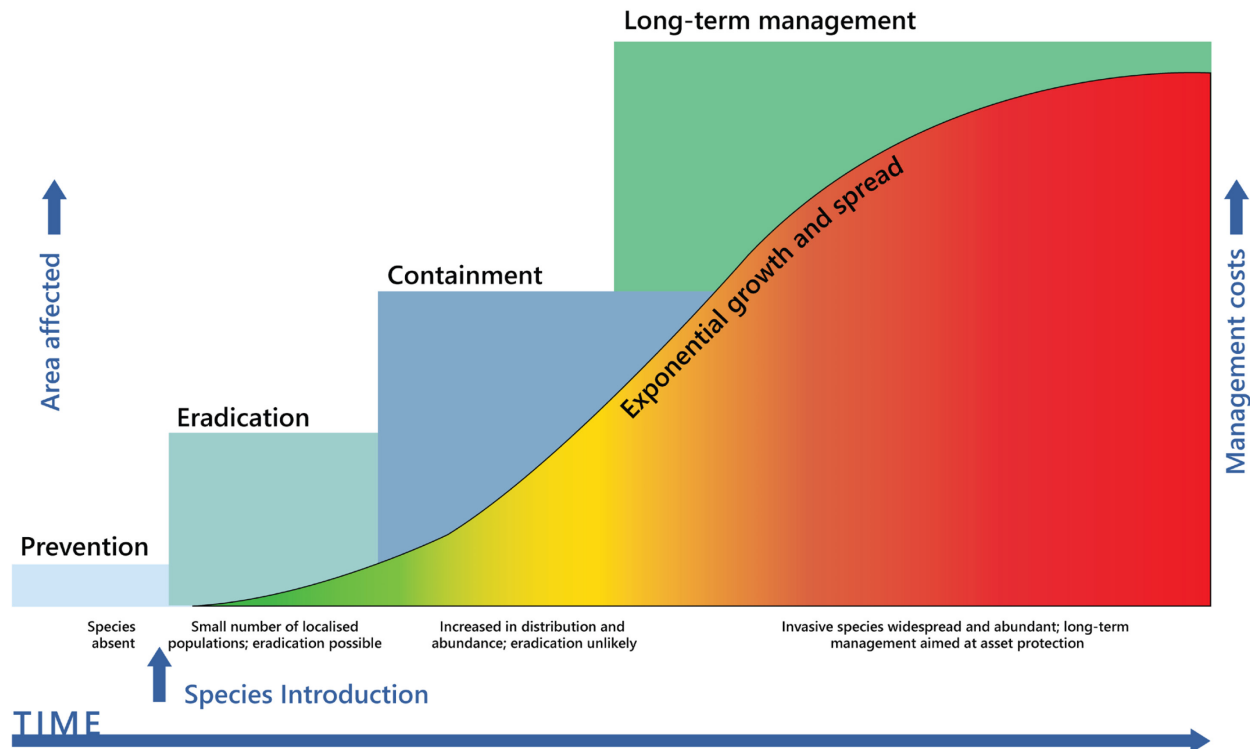 Long-term management
Containment
Eradication
Prevention
Area affected
Exponential growth and spread
Management costs
Species
absent
Small number of localised
populations; eradication possible
Increased in distribution and
abundance; eradication unlikely
Invasive species widespread and abundant; long-term
management aimed at asset protection
Species Introduction
TIME